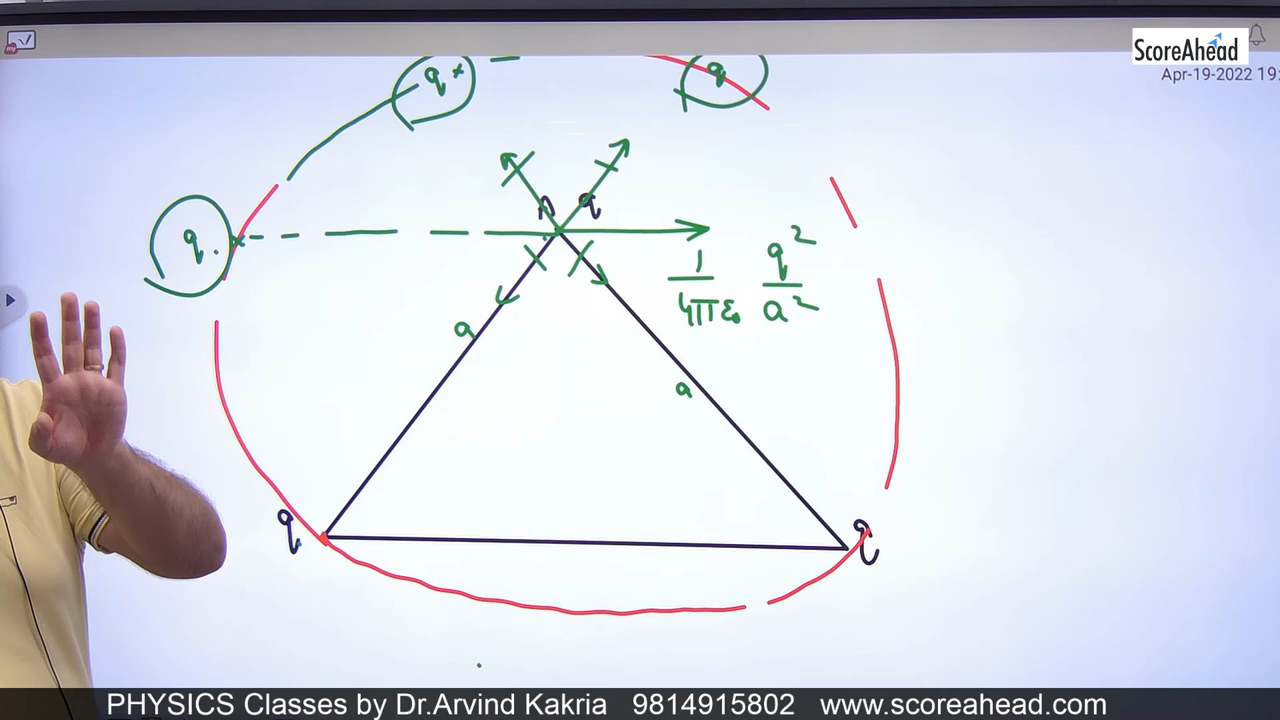 ScoreAhead
Apr-19-2022 19:
my
q
q
q
q
1/4πε₀ q²/a²
a
a
q
q
PHYSICS Classes by Dr.Arvind Kakria 9814915802 www.scoreahead.com